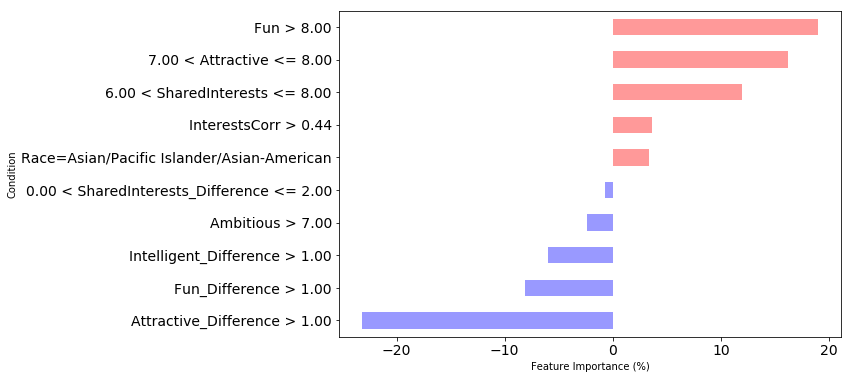 Fun > 8.00
7.00 < Attractive <= 8.00
6.00 < SharedInterests <= 8.00
InterestsCorr > 0.44
Race=Asian/Pacific Islander/Asian-American
0.00 < SharedInterests_Difference <= 2.00
Ambitious > 7.00
Intelligent_Difference > 1.00
Fun_Difference > 1.00
Attractive_Difference > 1.00
Condition
−20 −10 0 10 20
Feature Importance (%)